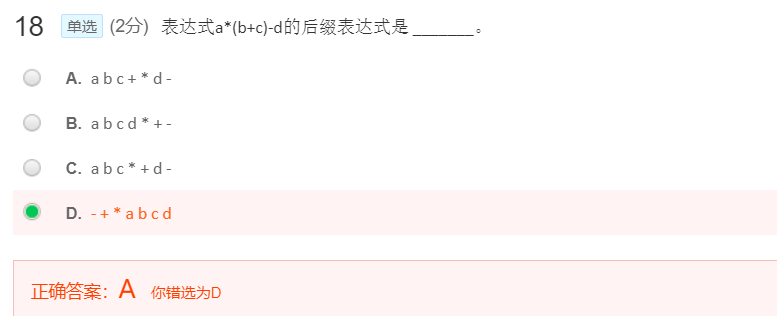 18 单选 (2分) 表达式a*(b+c)-d的后缀表达式是 _______。
A. a b c + * d -
B. a b c d * + -
C. a b c * + d -
D. - + * a b c d
正确答案：A 你错选为D